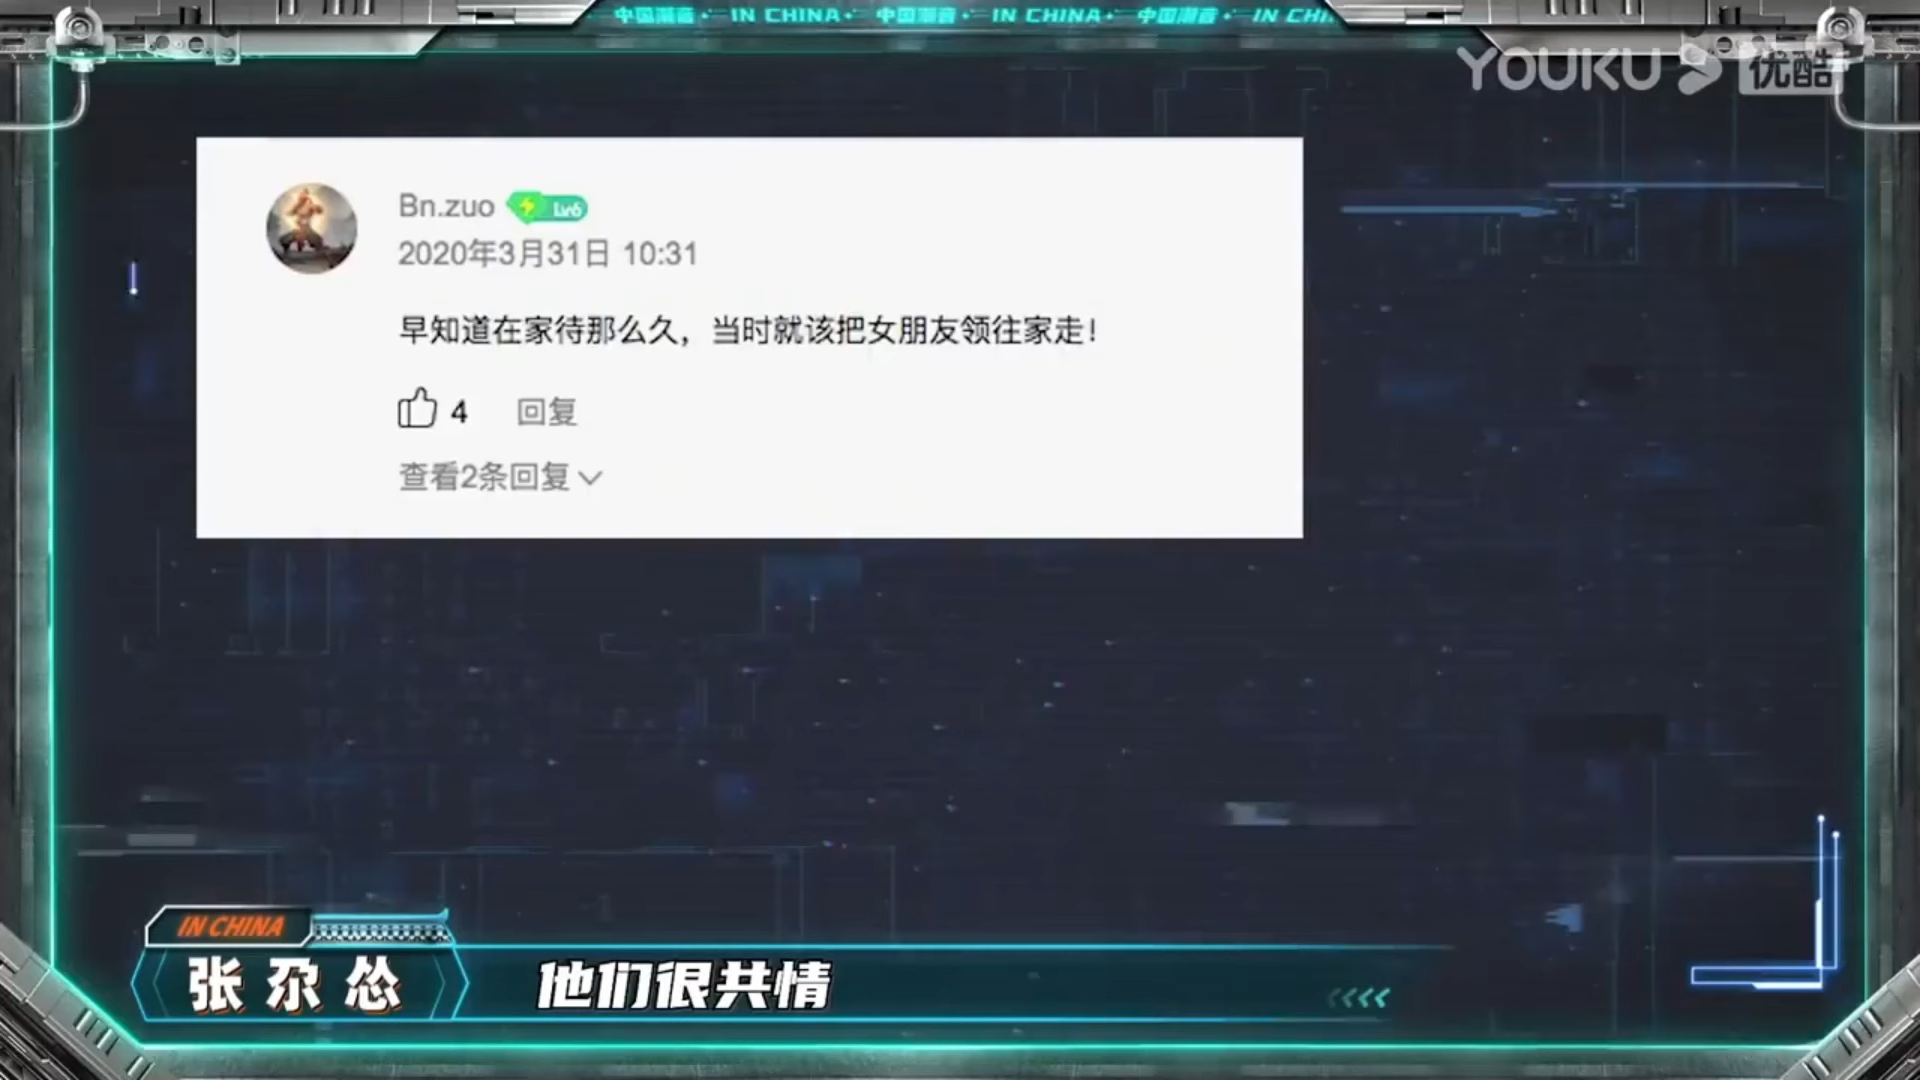 中国潮音 IN CHINA 中国潮音 IN CHINA 中国潮音 IN CHI
YOUKU 优酷
Bn.zuo Lv6
2020年3月31日 10:31
早知道在家待那么久，当时就该把女朋友领往家走！
4 回复
查看2条回复
IN CHINA
张尕怂
他们很共情